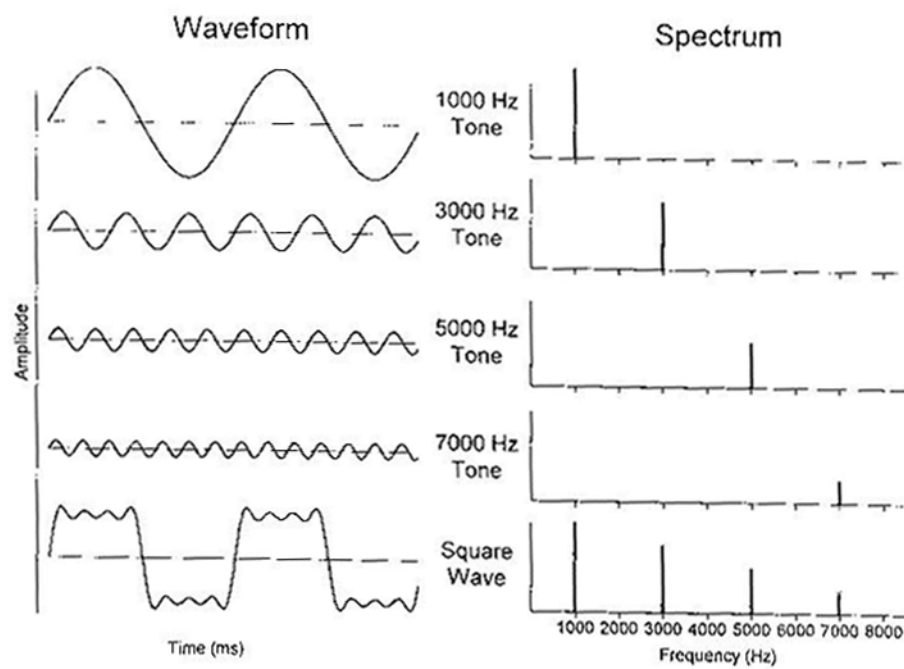 Waveform
Spectrum
1000 Hz
Tone
3000 Hz
Tone
5000 Hz
Tone
7000 Hz
Tone
Square
Wave
Amplitude
Time (ms)
1000 2000 3000 4000 5000 6000 7000 8000
Frequency (Hz)